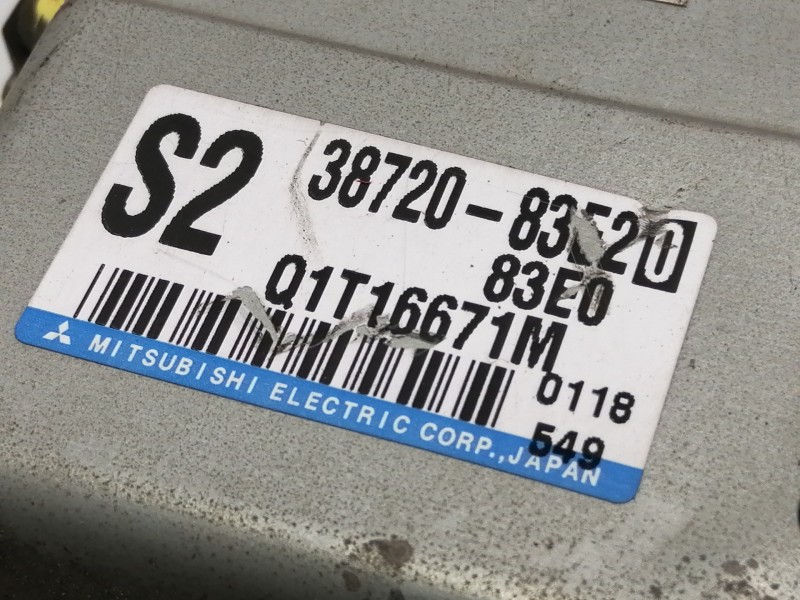 S2 38720-83E20
83E0
Q1T16671M
0118
549
MITSUBISHI ELECTRIC CORP., JAPAN